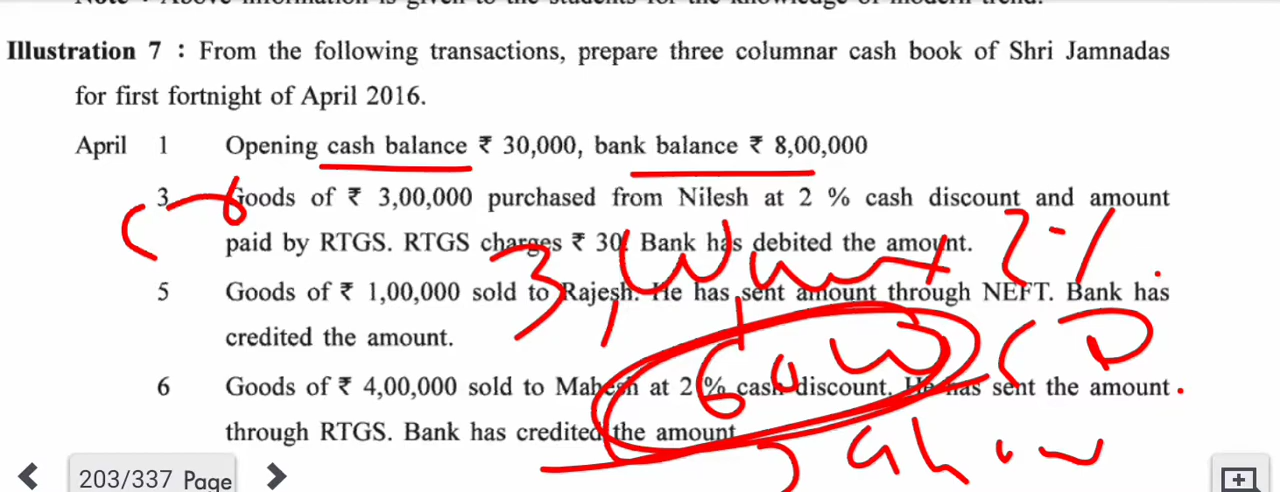 Illustration 7 : From the following transactions, prepare three columnar cash book of Shri Jamnadas
for first fortnight of April 2016.
April 1 Opening cash balance ₹ 30,000, bank balance ₹ 8,00,000
3 Goods of ₹ 3,00,000 purchased from Nilesh at 2 % cash discount and amount
paid by RTGS. RTGS charges ₹ 30. Bank has debited the amount.
5 Goods of ₹ 1,00,000 sold to Rajesh. He has sent amount through NEFT. Bank has
credited the amount.
6 Goods of ₹ 4,00,000 sold to Mahesh at 2 % cash discount. He has sent the amount
through RTGS. Bank has credited the amount
203/337 Page